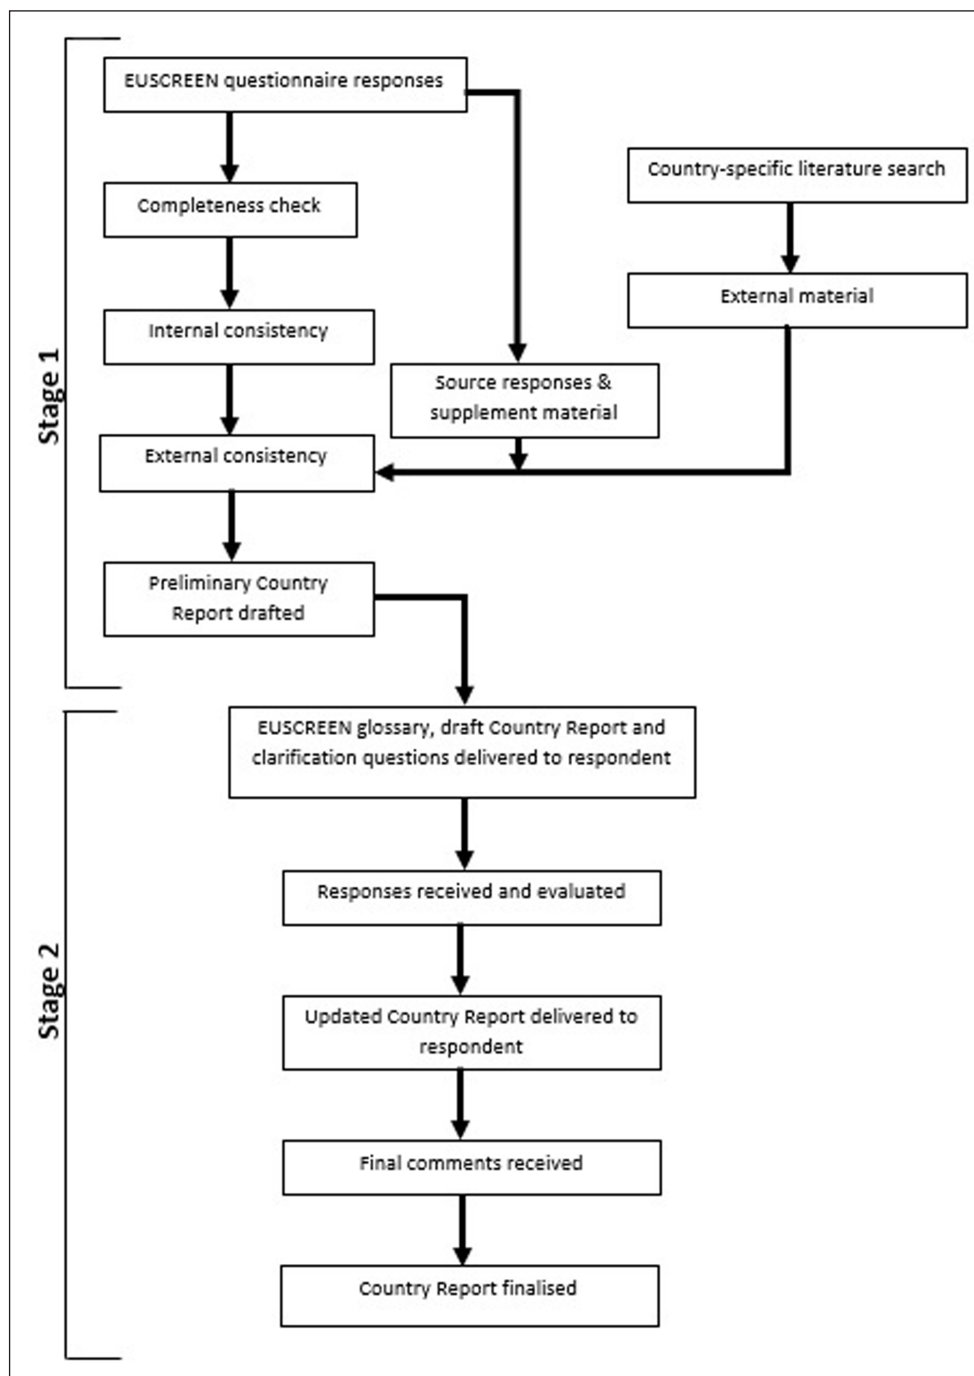 Stage 1
EUSCREEN questionnaire responses
Country-specific literature search
Completeness check
External material
Internal consistency
Source responses &
supplement material
External consistency
Preliminary Country
Report drafted
Stage 2
EUSCREEN glossary, draft Country Report and
clarification questions delivered to respondent
Responses received and evaluated
Updated Country Report delivered to
respondent
Final comments received
Country Report finalised